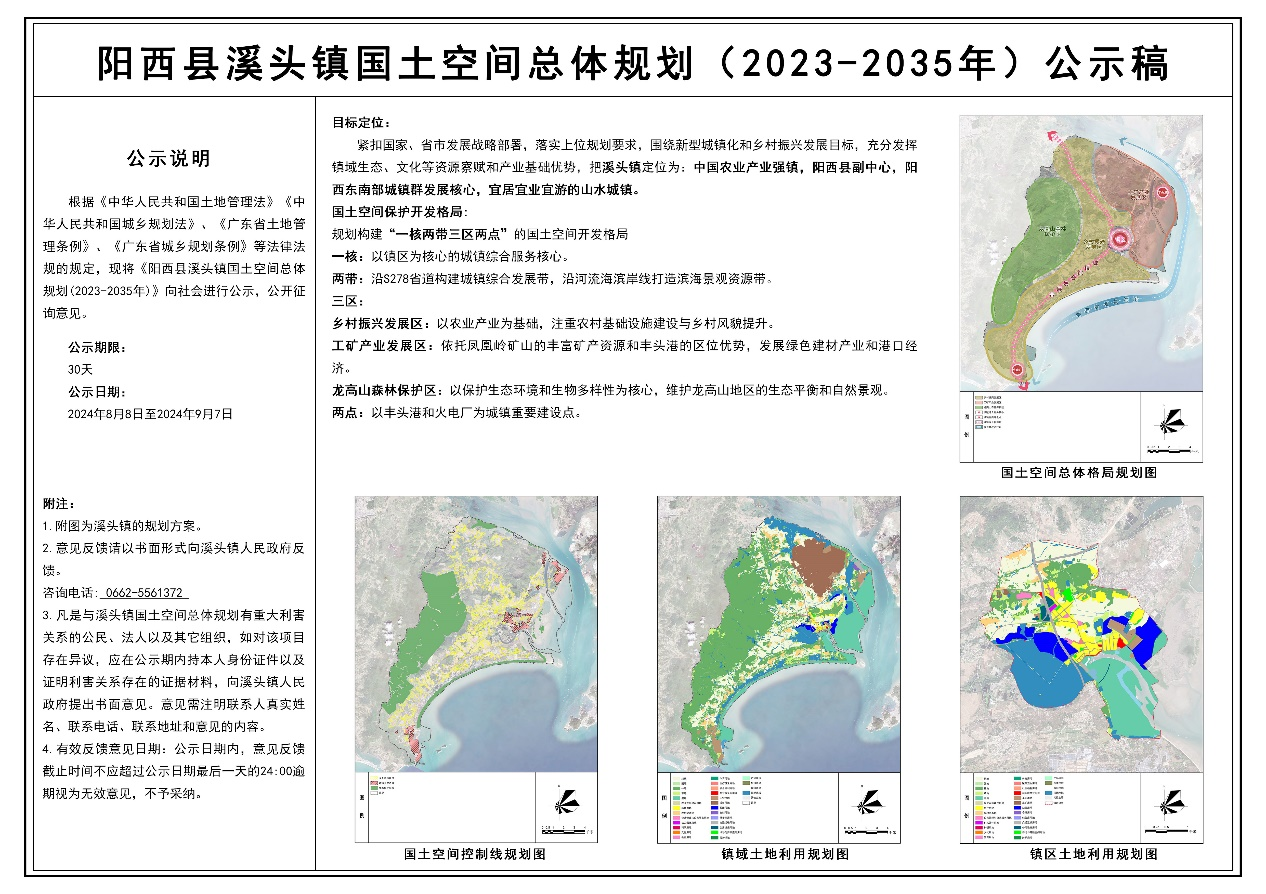 阳西县溪头镇国土空间总体规划（2023-2035年）公示稿
公示说明
根据《中华人民共和国土地管理法》《中
华人民共和国城乡规划法》、《广东省土地管
理条例》、《广东省城乡规划条例》等法律法
规的规定，现将《阳西县溪头镇国土空间总体
规划(2023-2035年)》向社会进行公示，公开征
询意见。
公示期限：
30天
公示日期：
2024年8月8日至2024年9月7日
附注：
1.附图为溪头镇的规划方案。
2.意见反馈请以书面形式向溪头镇人民政府反
馈。
咨询电话：0662-5561372
3.凡是与溪头镇国土空间总体规划有重大利害
关系的公民、法人以及其它组织，如对该项目
存在异议，应在公示期内持本人身份证件以及
证明利害关系存在的证据材料，向溪头镇人民
政府提出书面意见。意见需注明联系人真实姓
名、联系电话、联系地址和意见的内容。
4.有效反馈意见日期：公示日期内，意见反馈
截止时间不应超过公示日期最后一天的24:00逾
期视为无效意见，不予采纳。
目标定位：
紧扣国家、省市发展战略部署，落实上位规划要求，围绕新型城镇化和乡村振兴发展目标，充分发挥
镇域生态、文化等资源禀赋和产业基础优势，把溪头镇定位为：中国农业产业强镇，阳西县副中心，阳
西东南部城镇群发展核心，宜居宜业宜游的山水城镇。
国土空间保护开发格局：
规划构建“一核两带三区两点”的国土空间开发格局
一核：以镇区为核心的城镇综合服务核心。
两带：沿S278省道构建城镇综合发展带，沿河流海滨岸线打造滨海景观资源带。
三区：
乡村振兴发展区：以农业产业为基础，注重农村基础设施建设与乡村风貌提升。
工矿产业发展区：依托凤凰岭矿山的丰富矿产资源和丰头港的区位优势，发展绿色建材产业和港口经
济。
龙高山森林保护区：以保护生态环境和生物多样性为核心，维护龙高山地区的生态平衡和自然景观。
两点：以丰头港和火电厂为城镇重要建设点。
图
例
国土空间总体格局规划图
图
例
国土空间控制线规划图
图
例
镇域土地利用规划图
图
例
镇区土地利用规划图